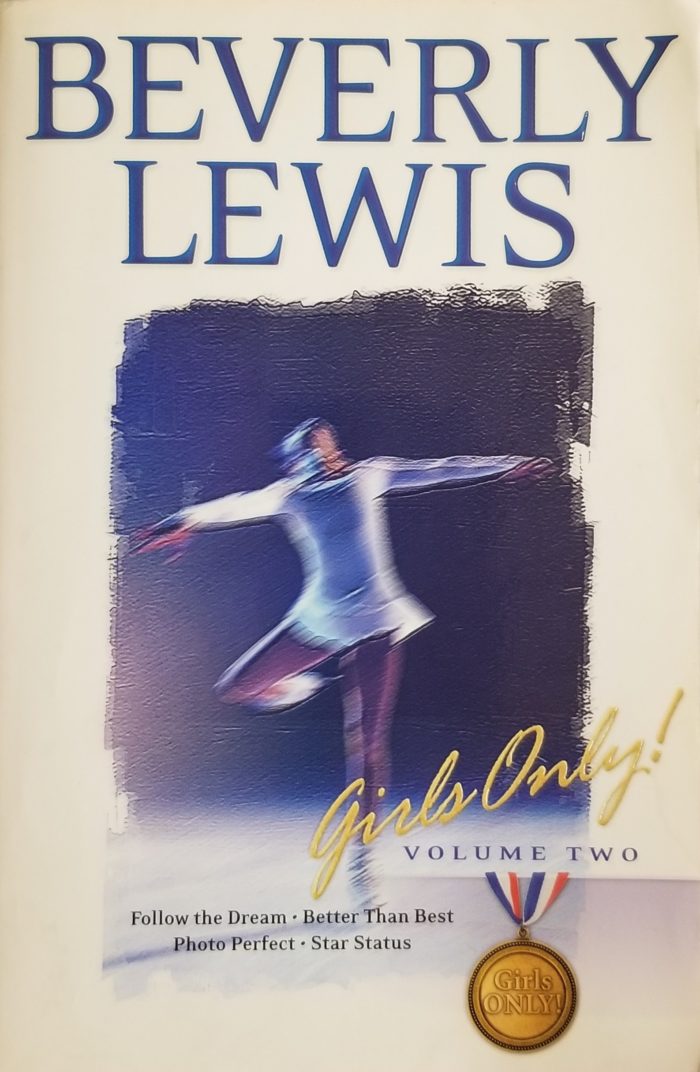 BEVERLY
LEWIS
Girls Only!
VOLUME TWO
Follow the Dream • Better Than Best
Photo Perfect • Star Status
Girls
ONLY!